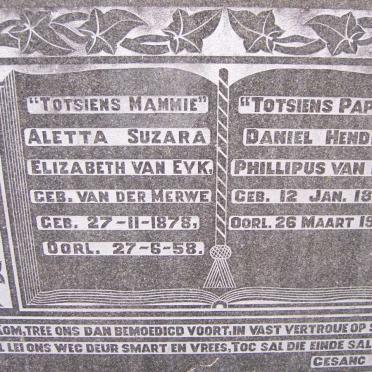 "TOTSIENS MAMMIE"
ALETTA SUZARA
ELIZABETH VAN EYK.
GEB. VAN DER MERWE
GEB. 27-11-1878,
OORL. 27-6-58.
"TOTSIENS PAP
DANIEL HEND
PHILLIPUS VAN
GEB. 12 JAN. 18
OORL. 26 MAART 19
KOM, TREE ONS DAN BEMOEDIGD VOORT, IN VAST VERTROUE OP S
LEI ONS WEG DEUR SMART EN VREES, TOG SAL DIE EINDE SAL
GESANG